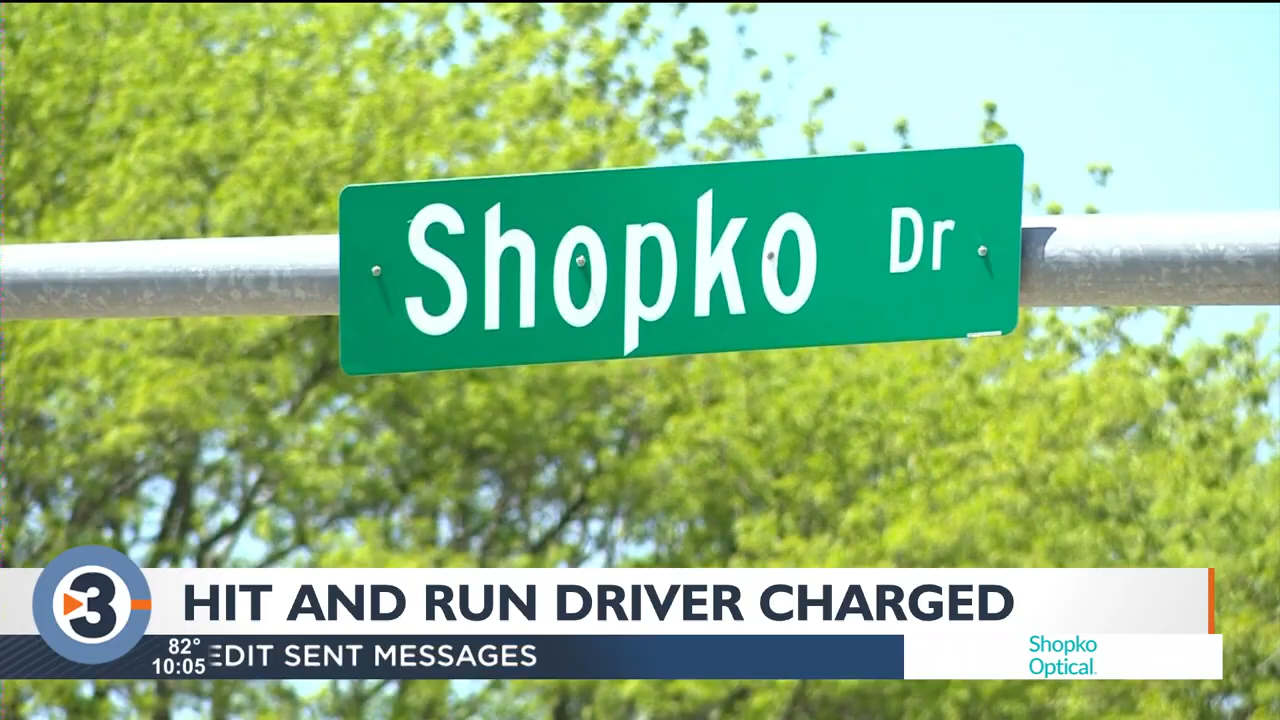 Shopko Dr
3
HIT AND RUN DRIVER CHARGED
82°
10:05
EDIT SENT MESSAGES
Shopko
Optical